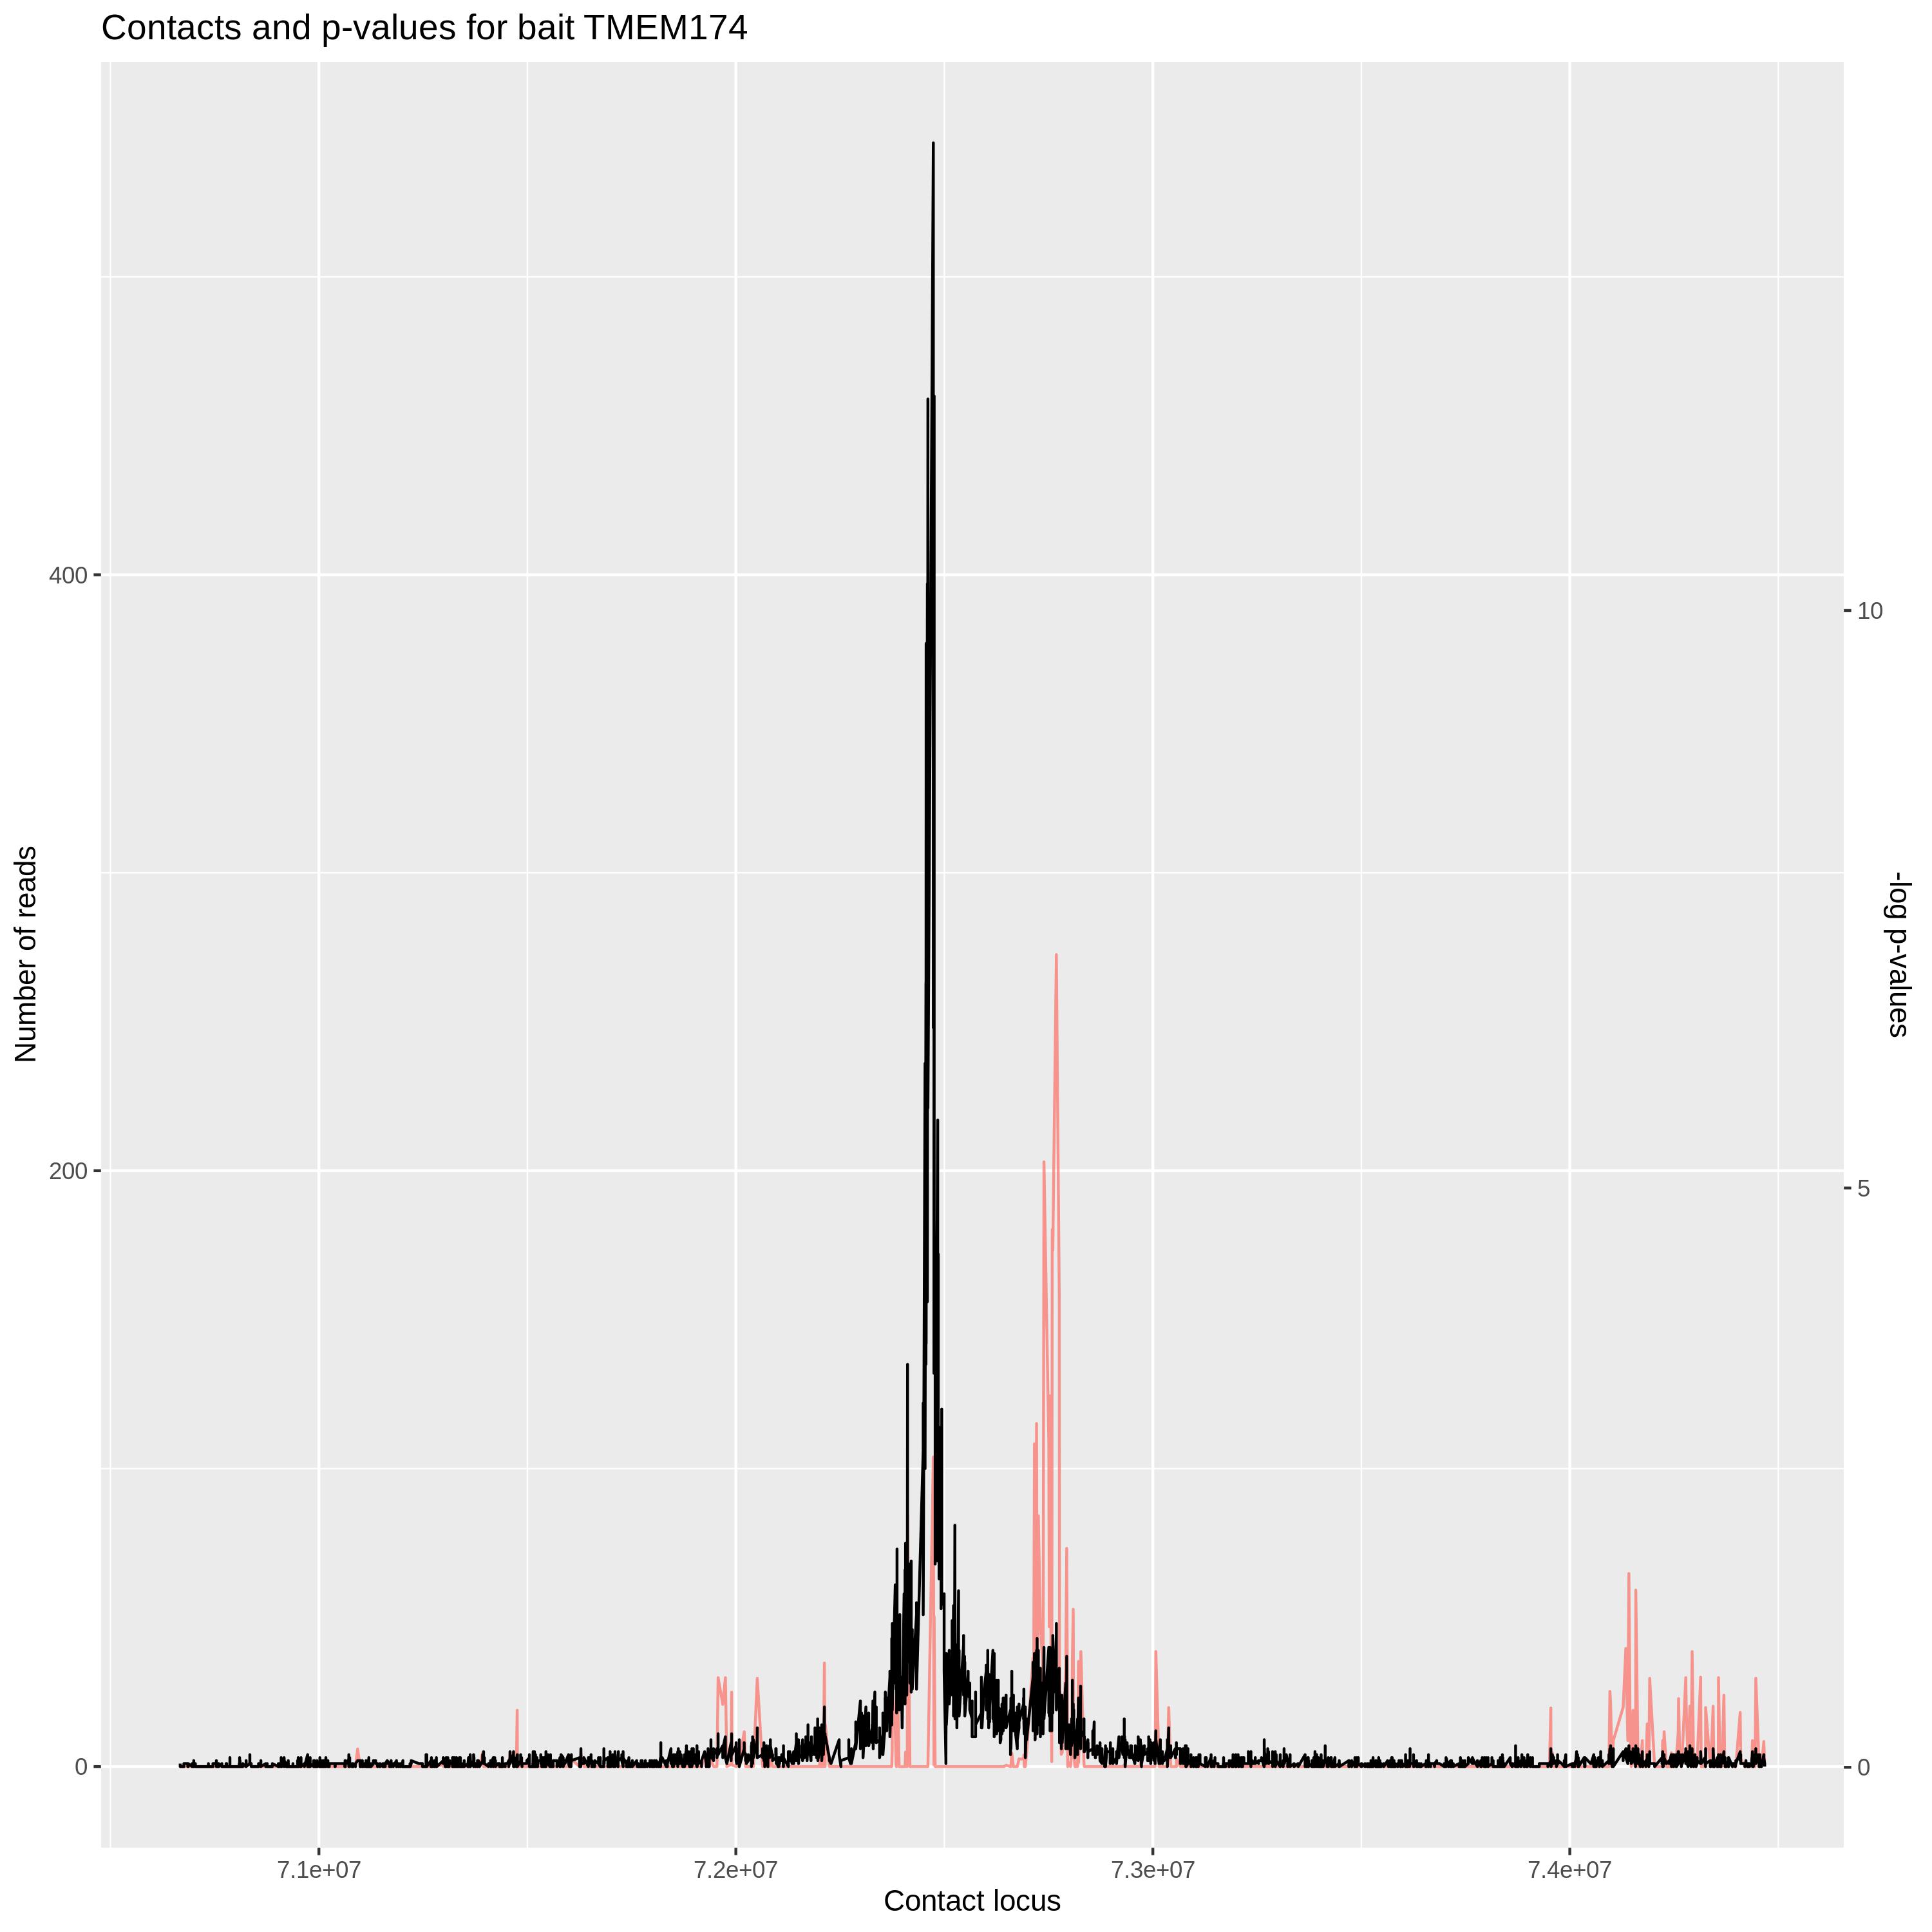 Contacts and p-values for bait TMEM174
Number of reads
400
200
0
10
5
0
-log p-values
7.1e+07
7.2e+07
7.3e+07
7.4e+07
Contact locus